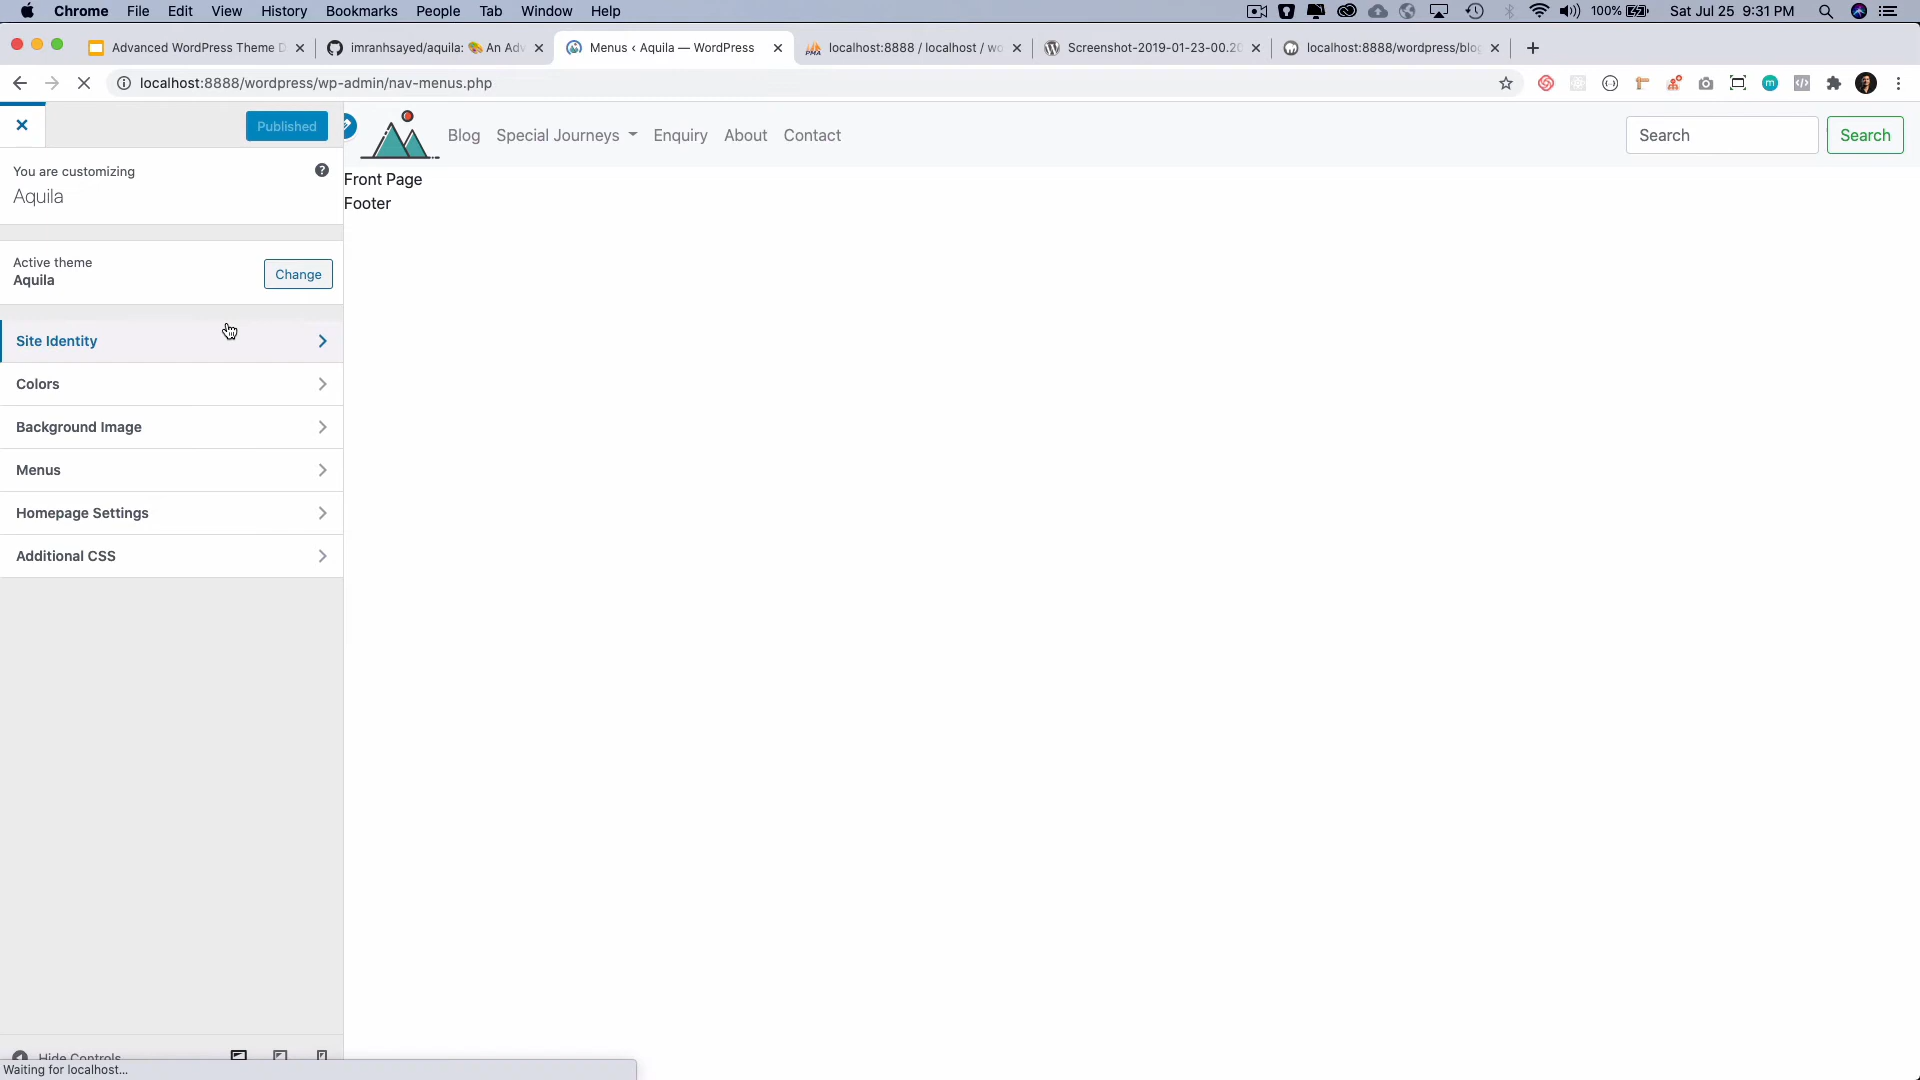 Chrome File Edit View History Bookmarks People Tab Window Help 100% Sat Jul 25 9:31 PM
Advanced WordPress Theme D imranhsayed/aquila: 🎨 An Adv Menus ‹ Aquila — WordPress localhost:8888 / localhost / wo Screenshot-2019-01-23-00.20 localhost:8888/wordpress/blog
localhost:8888/wordpress/wp-admin/nav-menus.php
Published
Blog Special Journeys Enquiry About Contact Search Search
You are customizing
Aquila
Front Page
Footer
Active theme
Aquila
Change
Site Identity
Colors
Background Image
Menus
Homepage Settings
Additional CSS
Hide Controls
Waiting for localhost...